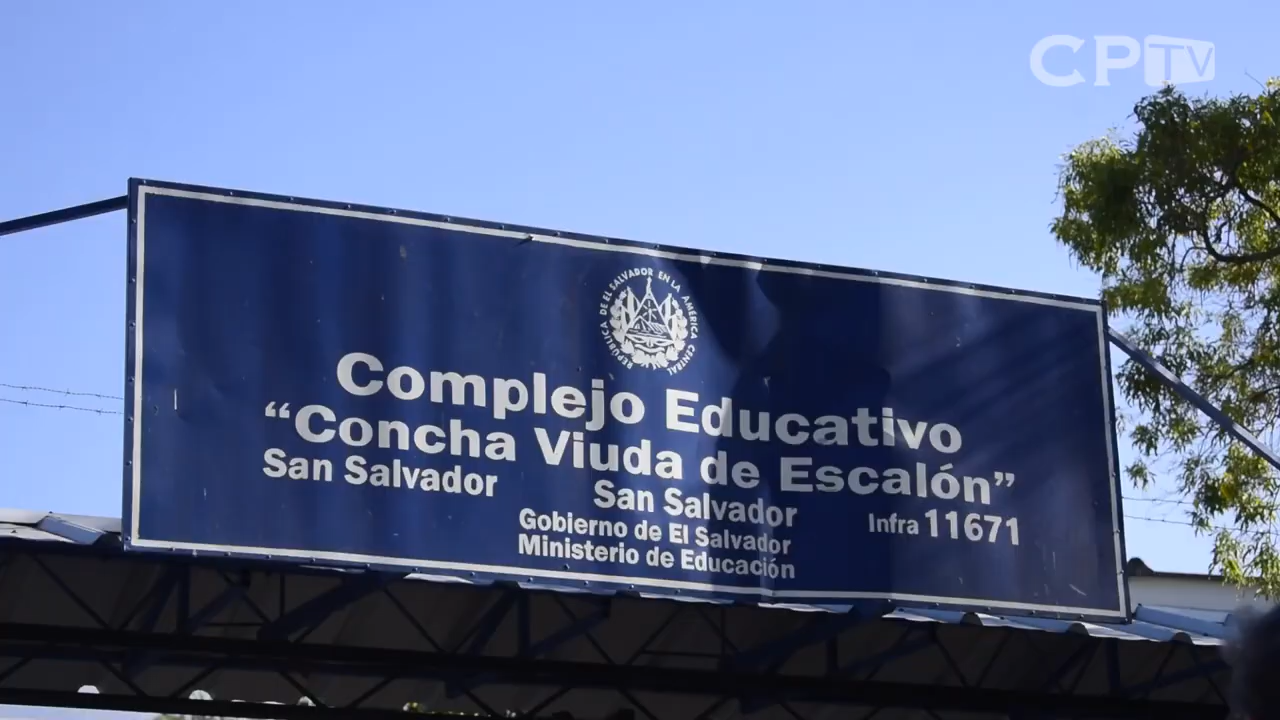 CPTV
REPÚBLICA DE EL SALVADOR EN LA AMÉRICA CENTRAL
Complejo Educativo
“Concha Viuda de Escalón”
San Salvador San Salvador Infra 11671
Gobierno de El Salvador
Ministerio de Educación